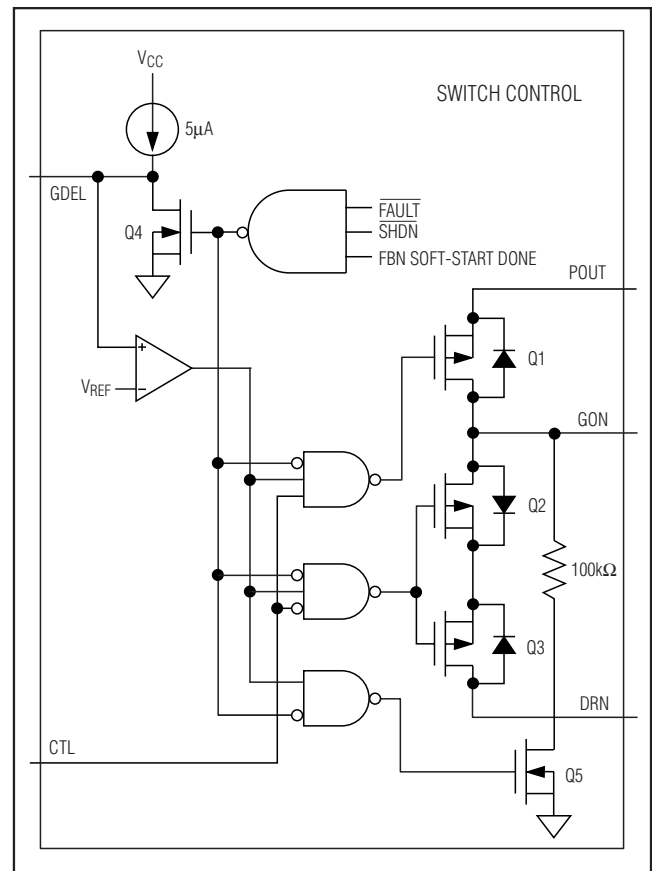 VCC
SWITCH CONTROL
5μA
GDEL
Q4
FAULT
SHDN
FBN SOFT-START DONE
POUT
+
VREF
−
Q1
GON
Q2
100kΩ
Q3
DRN
CTL
Q5